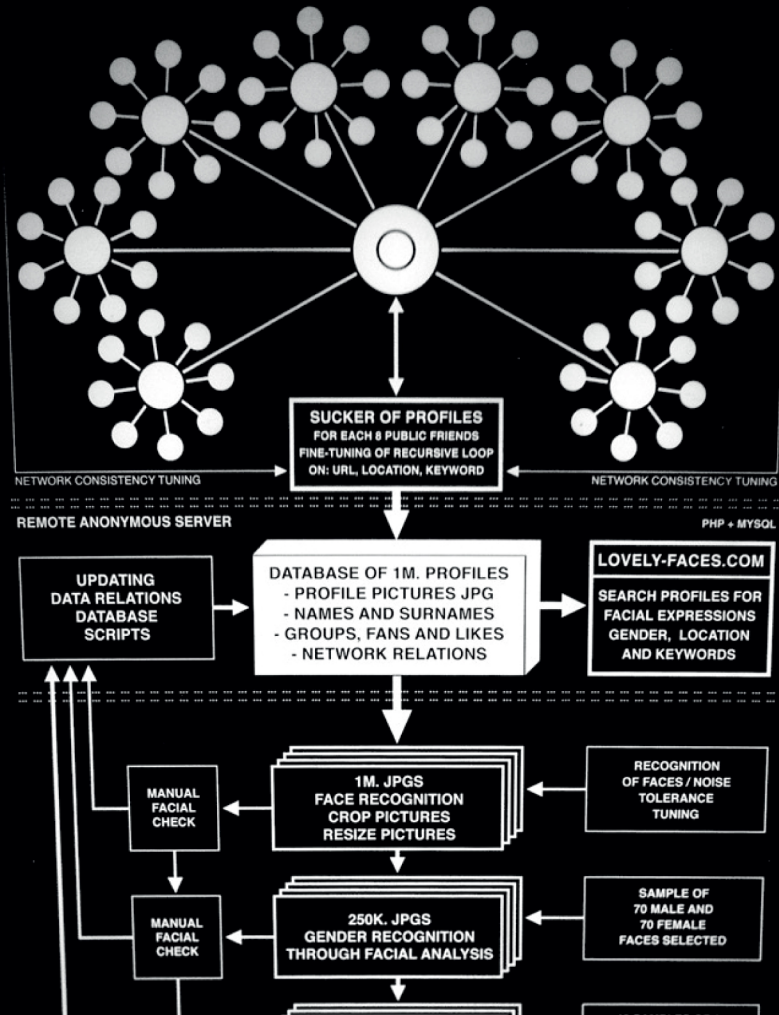 SUCKER OF PROFILES
FOR EACH 8 PUBLIC FRIENDS
FINE-TUNING OF RECURSIVE LOOP
ON: URL, LOCATION, KEYWORD
NETWORK CONSISTENCY TUNING
NETWORK CONSISTENCY TUNING
REMOTE ANONYMOUS SERVER
PHP + MYSQL
UPDATING
DATA RELATIONS
DATABASE
SCRIPTS
DATABASE OF 1M. PROFILES
- PROFILE PICTURES JPG
- NAMES AND SURNAMES
- GROUPS, FANS AND LIKES
- NETWORK RELATIONS
LOVELY-FACES.COM
SEARCH PROFILES FOR
FACIAL EXPRESSIONS
GENDER, LOCATION
AND KEYWORDS
MANUAL
FACIAL
CHECK
1M. JPGS
FACE RECOGNITION
CROP PICTURES
RESIZE PICTURES
RECOGNITION
OF FACES / NOISE
TOLERANCE
TUNING
MANUAL
FACIAL
CHECK
250K. JPGS
GENDER RECOGNITION
THROUGH FACIAL ANALYSIS
SAMPLE OF
70 MALE AND
70 FEMALE
FACES SELECTED